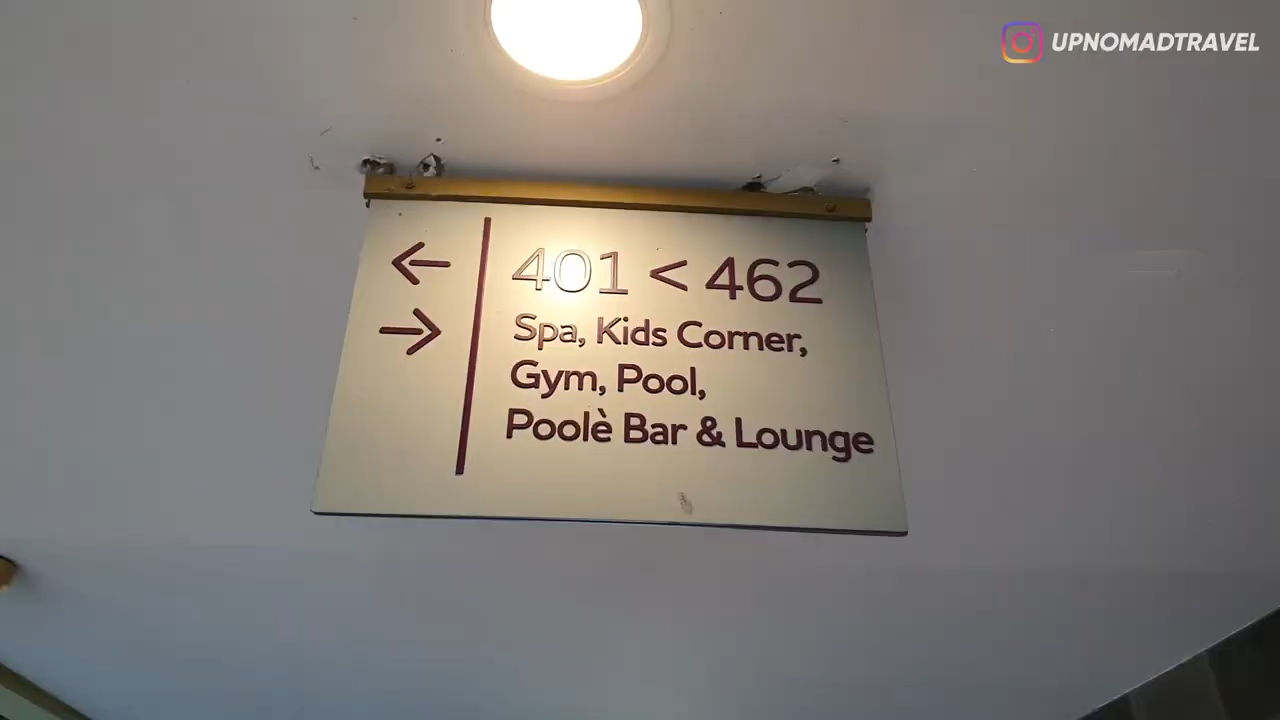 UPNOMADTRAVEL
← 401 < 462
→ Spa, Kids Corner,
Gym, Pool,
Poolè Bar & Lounge